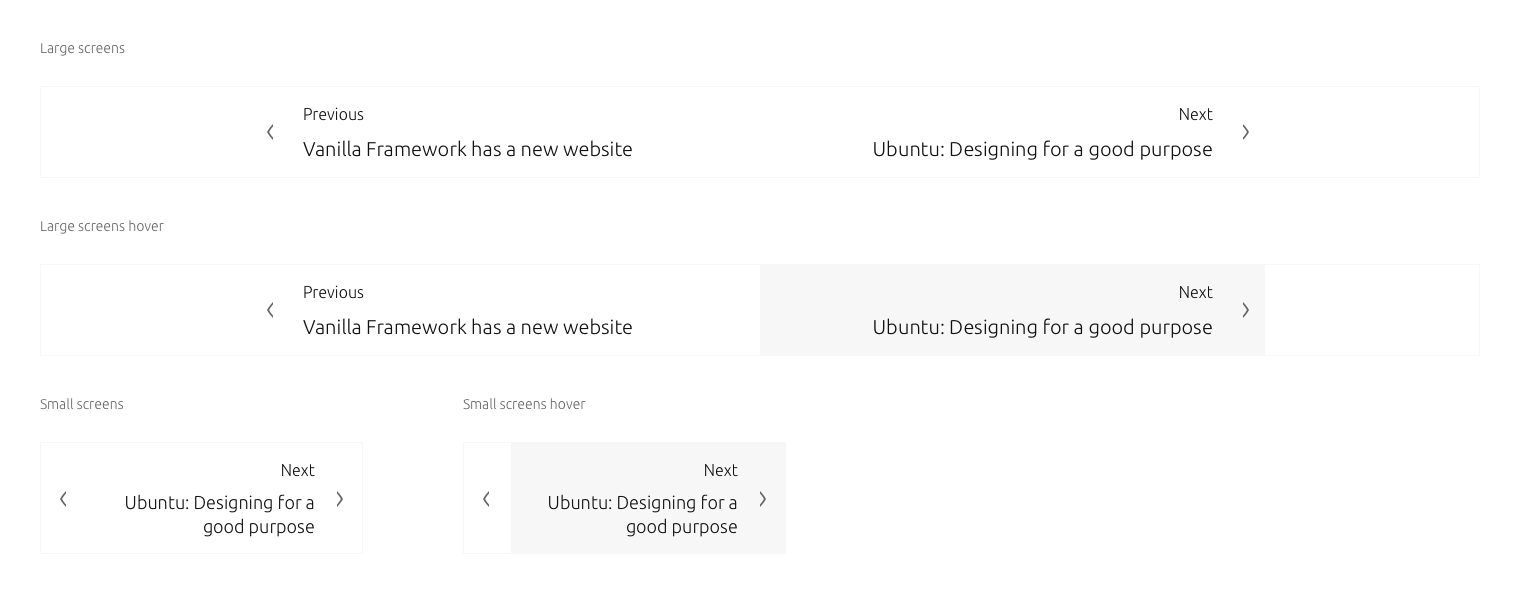 Large screens
Previous
Next
Vanilla Framework has a new website
Ubuntu: Designing for a good purpose
Large screens hover
Previous
Next
Vanilla Framework has a new website
Ubuntu: Designing for a good purpose
Small screens
Small screens hover
Next
Ubuntu: Designing for a
good purpose
Next
Ubuntu: Designing for a
good purpose